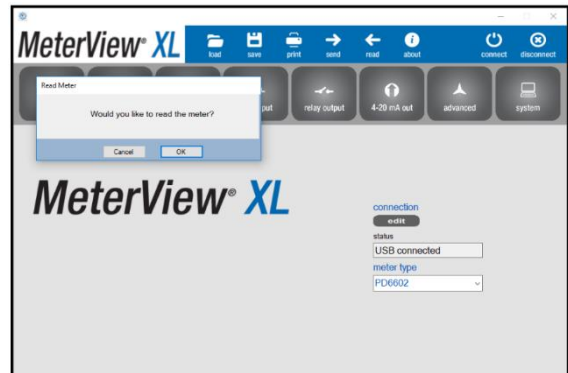 MeterView® XL
load save print send read about connect disconnect
Read Meter
Would you like to read the meter?
Cancel OK
put relay output 4-20 mA out advanced system
MeterView® XL
connection
edit
status
USB connected
meter type
PD6602